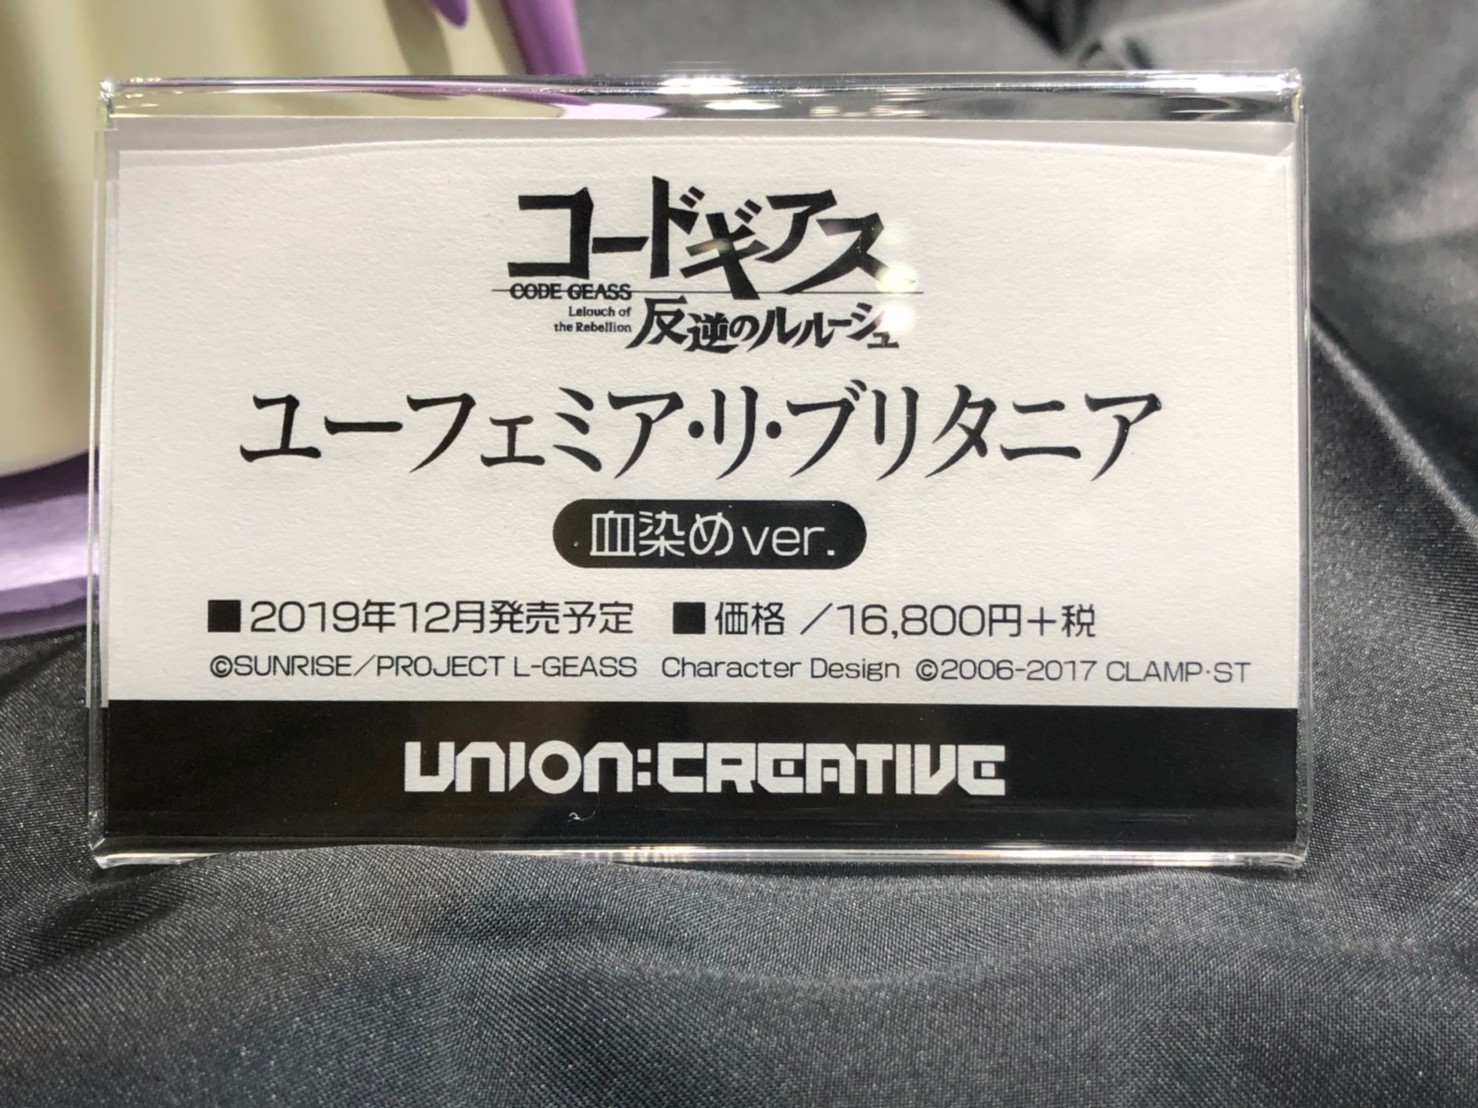 コードギアス
CODE GEASS
Lelouch of
the Rebellion
反逆のルルーシュ
ユーフェミア・リ・ブリタニア
血染めver.
■2019年12月発売予定 ■価格／16,800円＋税
©SUNRISE／PROJECT L-GEASS Character Design ©2006-2017 CLAMP・ST
UNION:CREATIVE